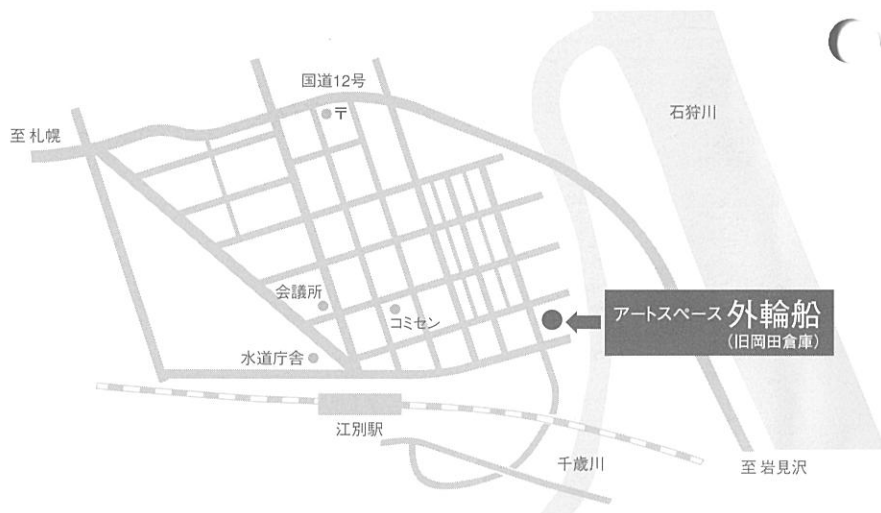 国道12号
〒
至 札幌
石狩川
会議所
コミセン
アートスペース 外輪船
(旧岡田倉庫)
水道庁舎
江別駅
千歳川
至 岩見沢